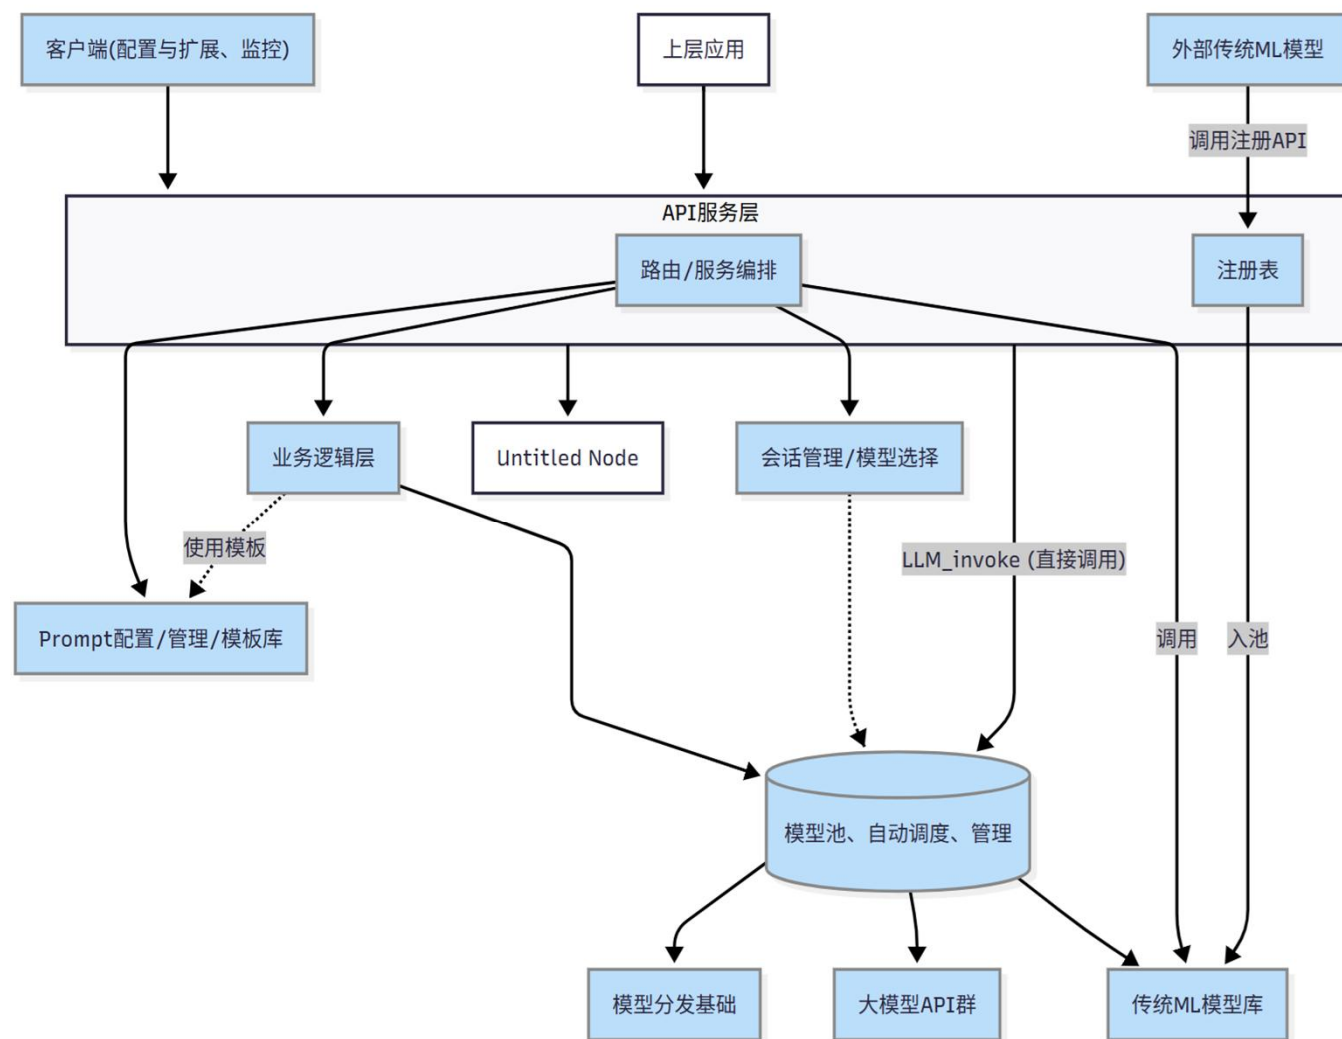 客户端(配置与扩展、监控)
上层应用
外部传统ML模型
调用注册API
API服务层
路由/服务编排
注册表
业务逻辑层
Untitled Node
会话管理/模型选择
使用模板
LLM_invoke (直接调用)
Prompt配置/管理/模板库
调用
入池
模型池、自动调度、管理
模型分发基础
大模型API群
传统ML模型库